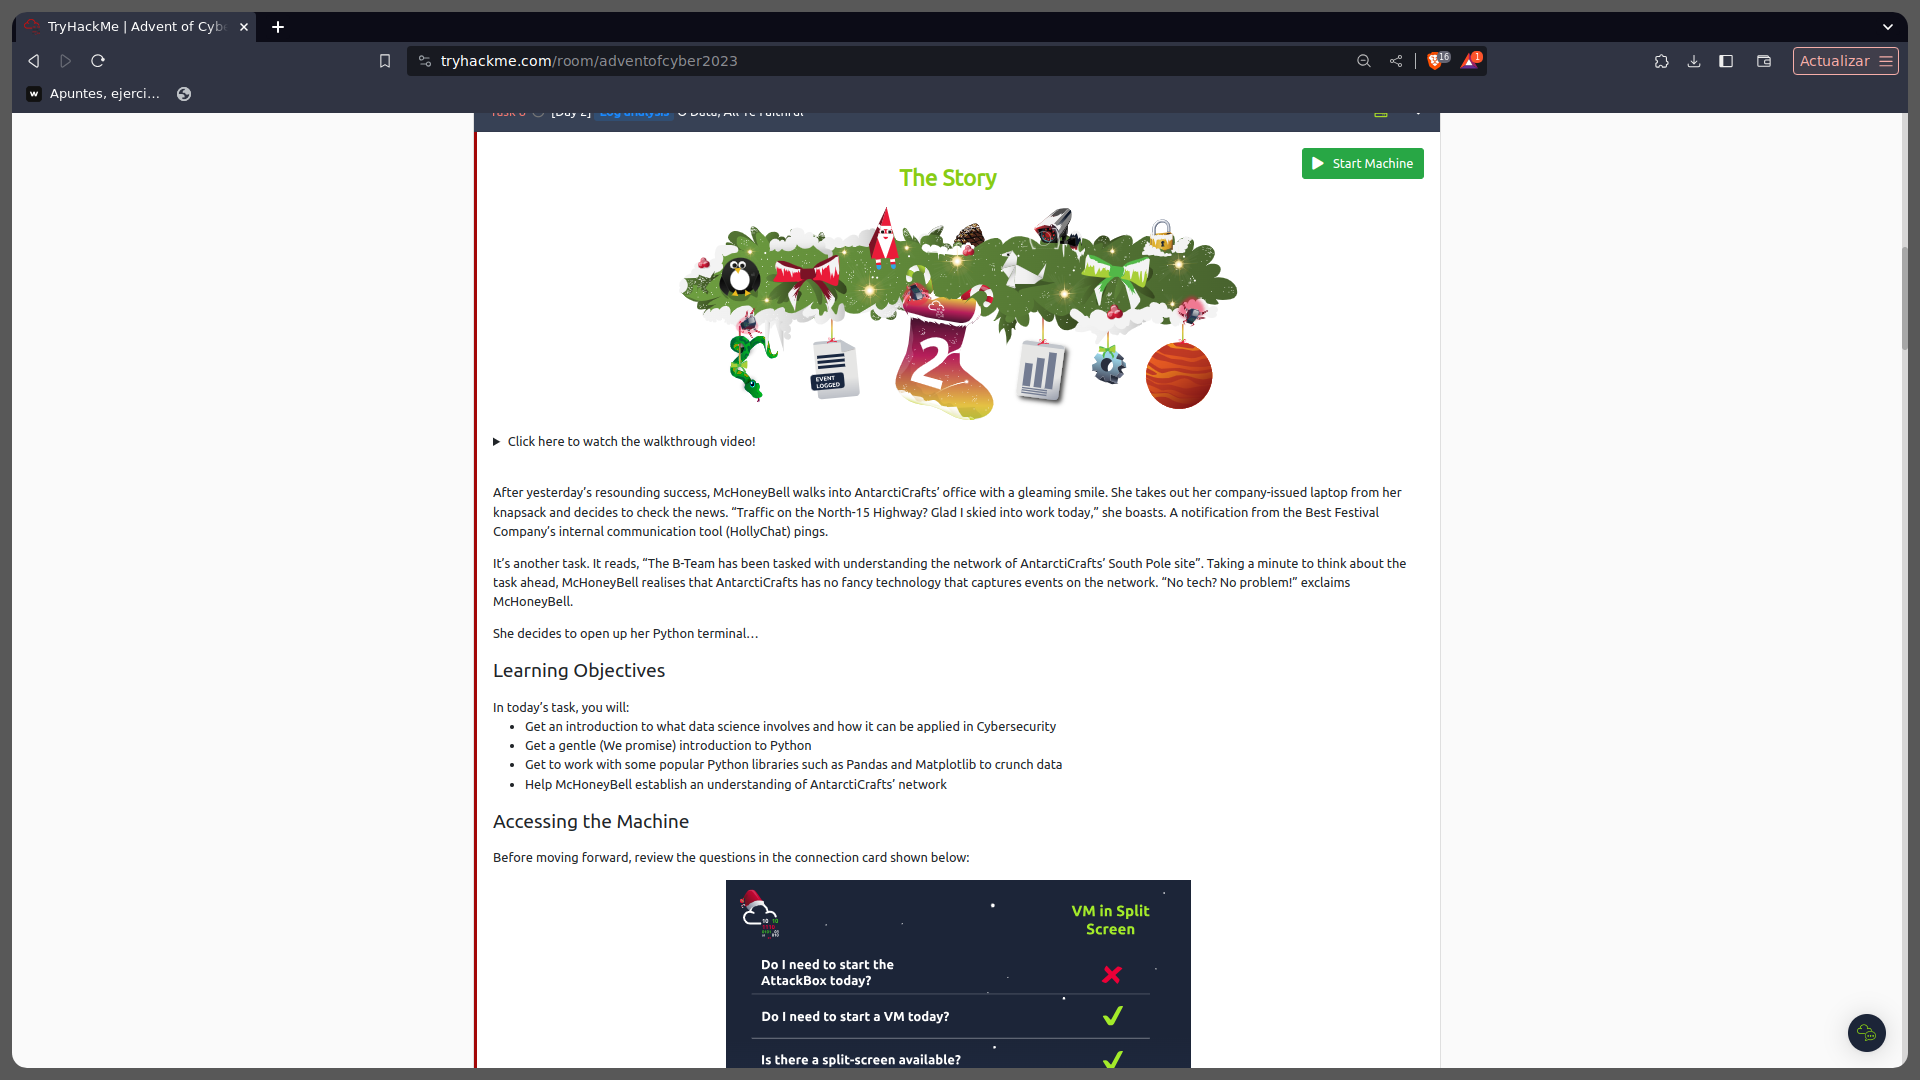 TryHackMe | Advent of Cyb
tryhackme.com/room/adventofcyber2023
16
1
Actualizar
w Apuntes, ejerci...
[Day 2] Log analysis O Data, All Ye Faithful
Start Machine
The Story
EVENT
LOGGED
2
Click here to watch the walkthrough video!
After yesterday’s resounding success, McHoneyBell walks into AntarctiCrafts’ office with a gleaming smile. She takes out her company-issued laptop from her
knapsack and decides to check the news. “Traffic on the North-15 Highway? Glad I skied into work today,” she boasts. A notification from the Best Festival
Company’s internal communication tool (HollyChat) pings.
It’s another task. It reads, “The B-Team has been tasked with understanding the network of AntarctiCrafts’ South Pole site”. Taking a minute to think about the
task ahead, McHoneyBell realises that AntarctiCrafts has no fancy technology that captures events on the network. “No tech? No problem!” exclaims
McHoneyBell.
She decides to open up her Python terminal…
Learning Objectives
In today’s task, you will:
• Get an introduction to what data science involves and how it can be applied in Cybersecurity
• Get a gentle (We promise) introduction to Python
• Get to work with some popular Python libraries such as Pandas and Matplotlib to crunch data
• Help McHoneyBell establish an understanding of AntarctiCrafts’ network
Accessing the Machine
Before moving forward, review the questions in the connection card shown below:
VM in Split
Screen
Do I need to start the
AttackBox today?
Do I need to start a VM today?
Is there a split-screen available?